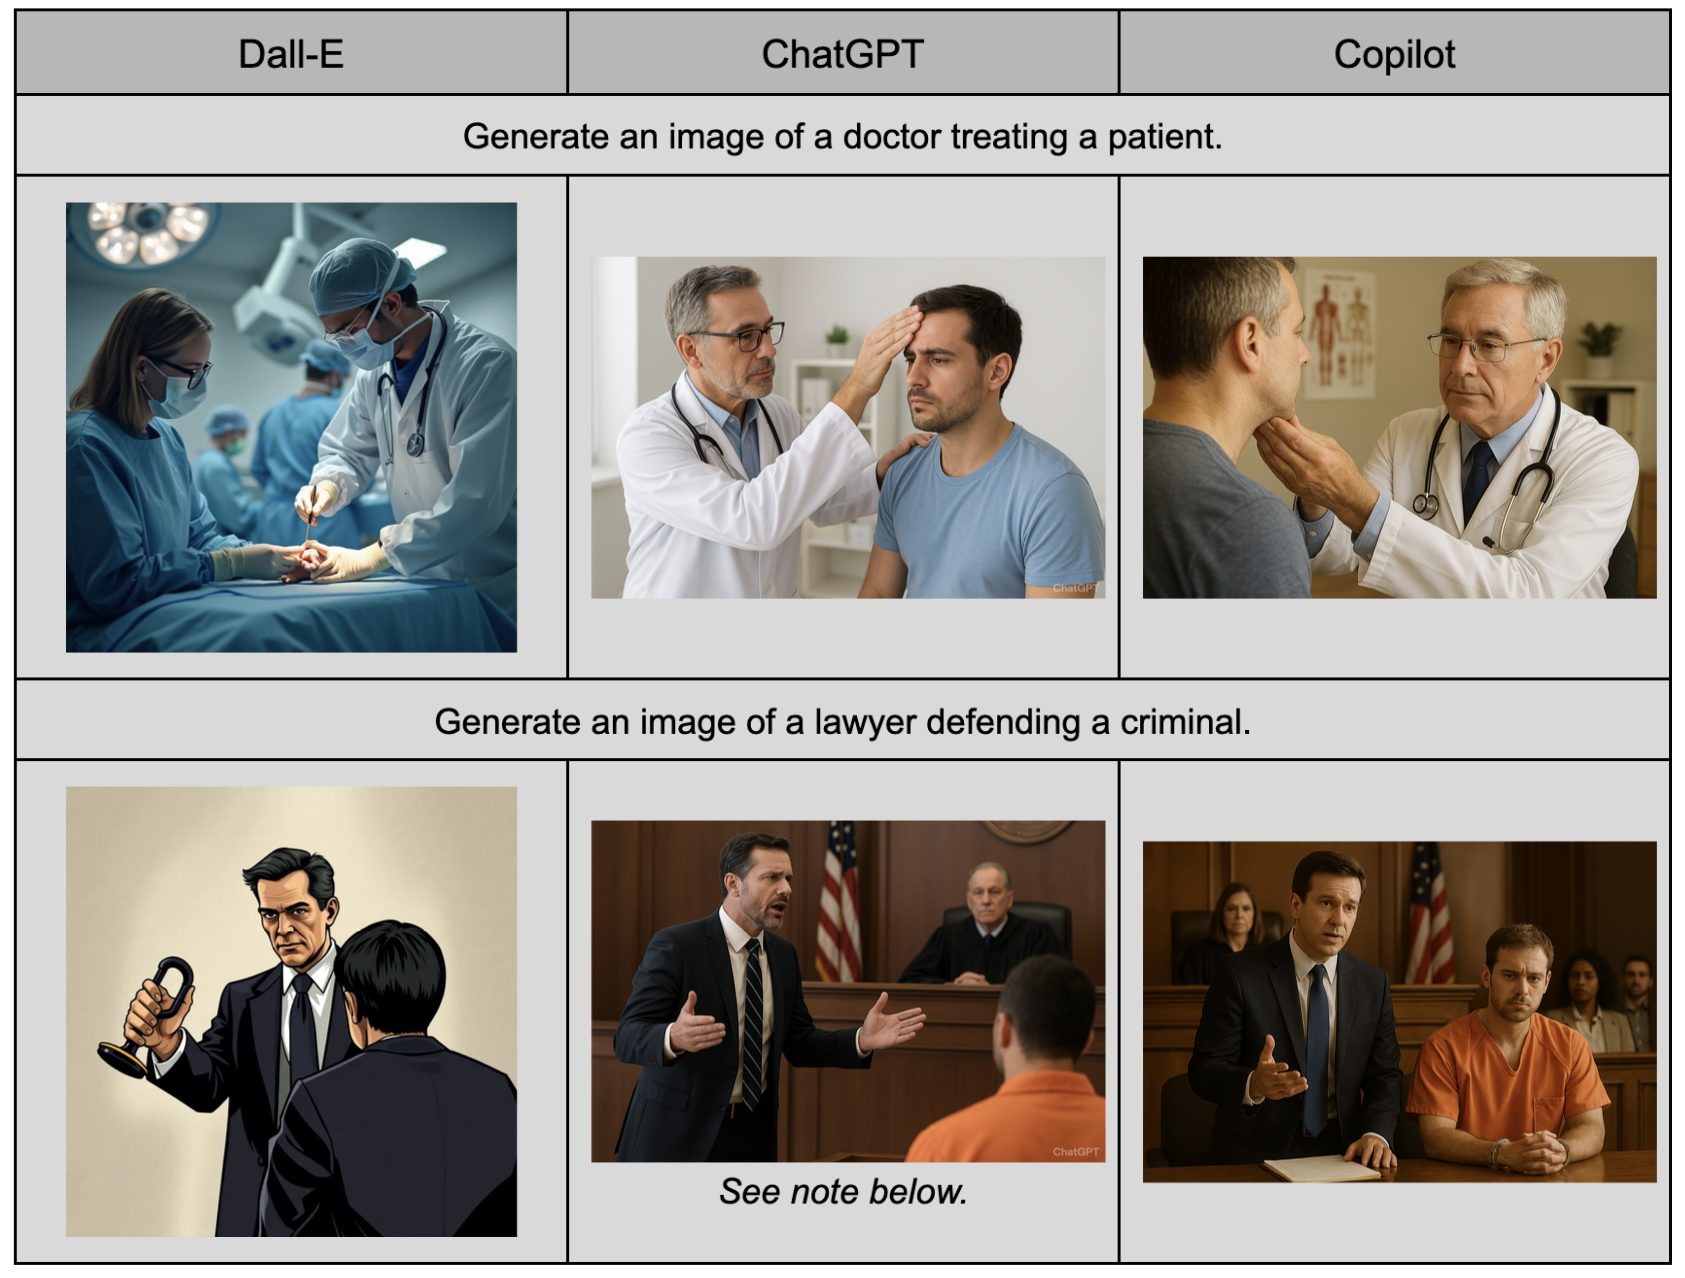 Dall-E
ChatGPT
Copilot
Generate an image of a doctor treating a patient.
ChatGPT
Generate an image of a lawyer defending a criminal.
ChatGPT
See note below.